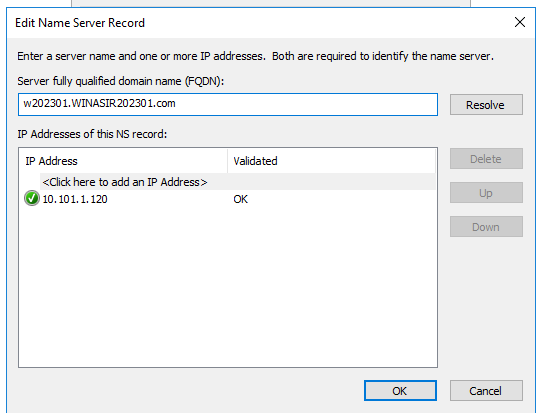 Edit Name Server Record
Enter a server name and one or more IP addresses. Both are required to identify the name server.
Server fully qualified domain name (FQDN):
w202301.WINASIR202301.com
Resolve
IP Addresses of this NS record:
IP Address Validated
<Click here to add an IP Address>
10.101.1.120 OK
Delete
Up
Down
OK
Cancel